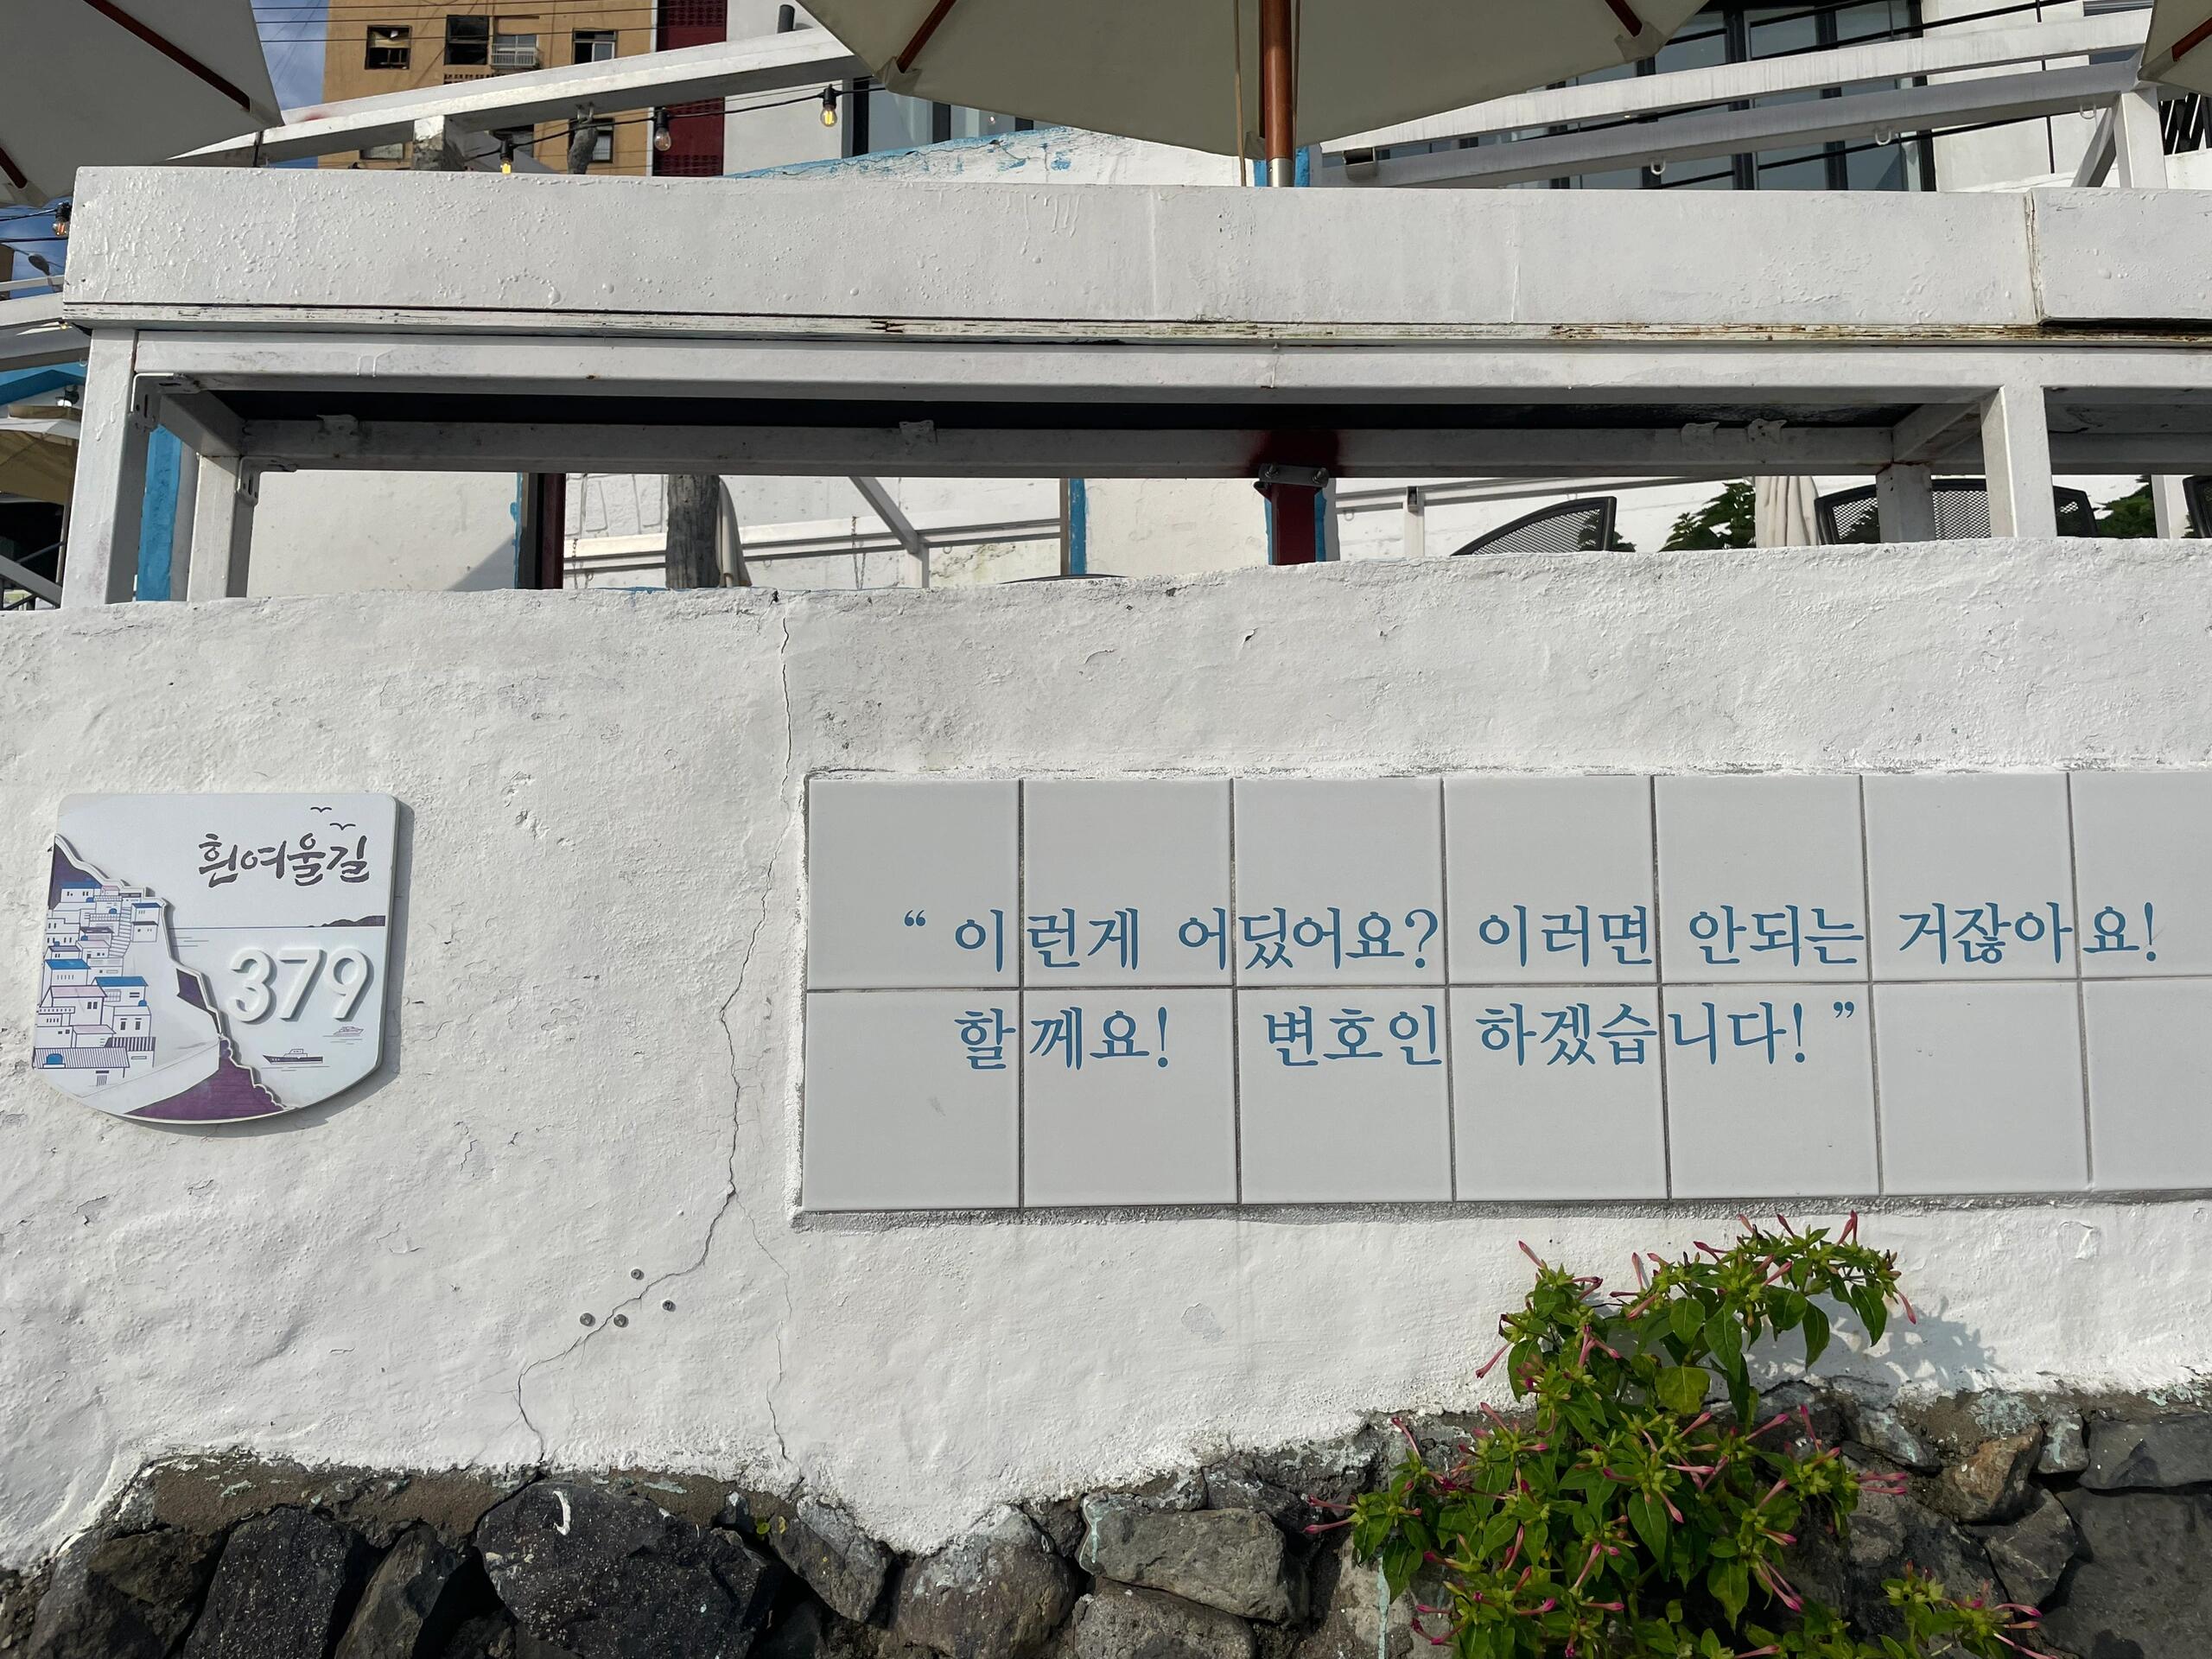 흰여울길
379
“ 이런게 어딨어요? 이러면 안되는 거잖아요!
할께요! 변호인 하겠습니다! ”